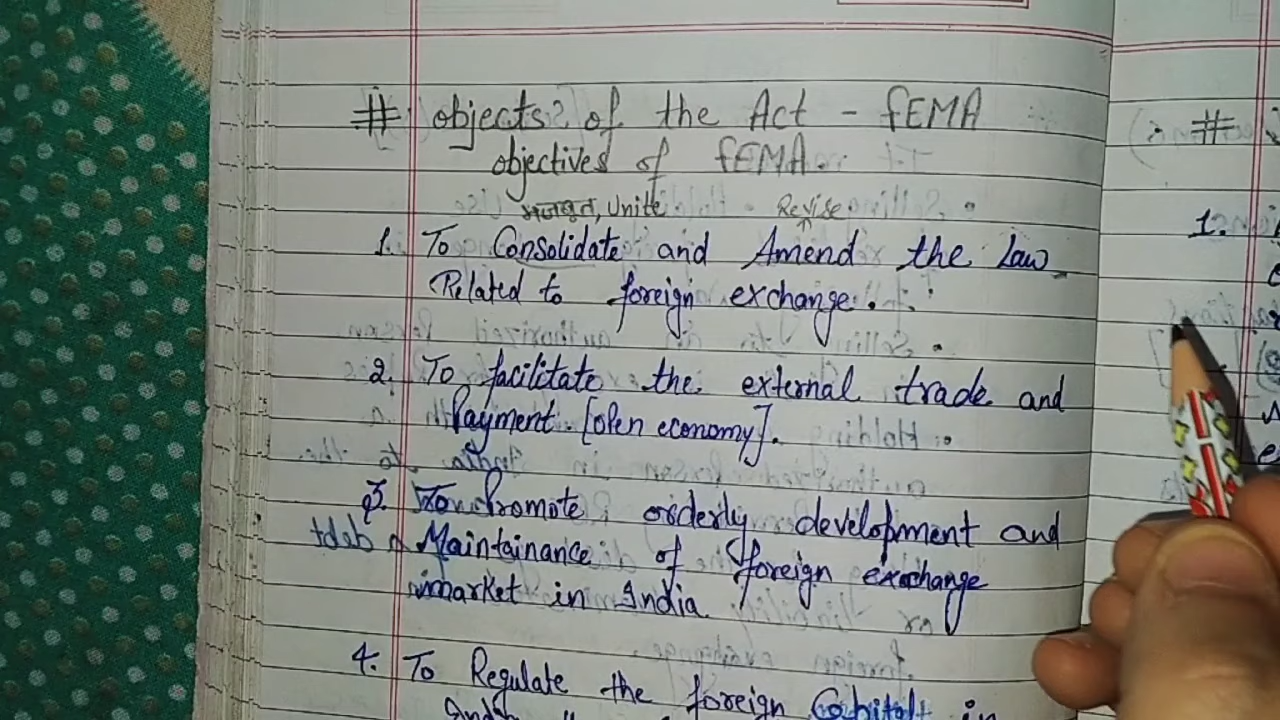 # objects of the Act - fEMA
objectives of fEMA.
मजबूत, Unite Revise
1. To Consolidate and Amend the Law
Related to foreign exchange.
2. To facilitate the external trade and
Payment. [open economy].
3. To Promote orderly development and
Maintainance of foreign exchange
market in India
4. To Regulate the foreign Capital in
#
1.